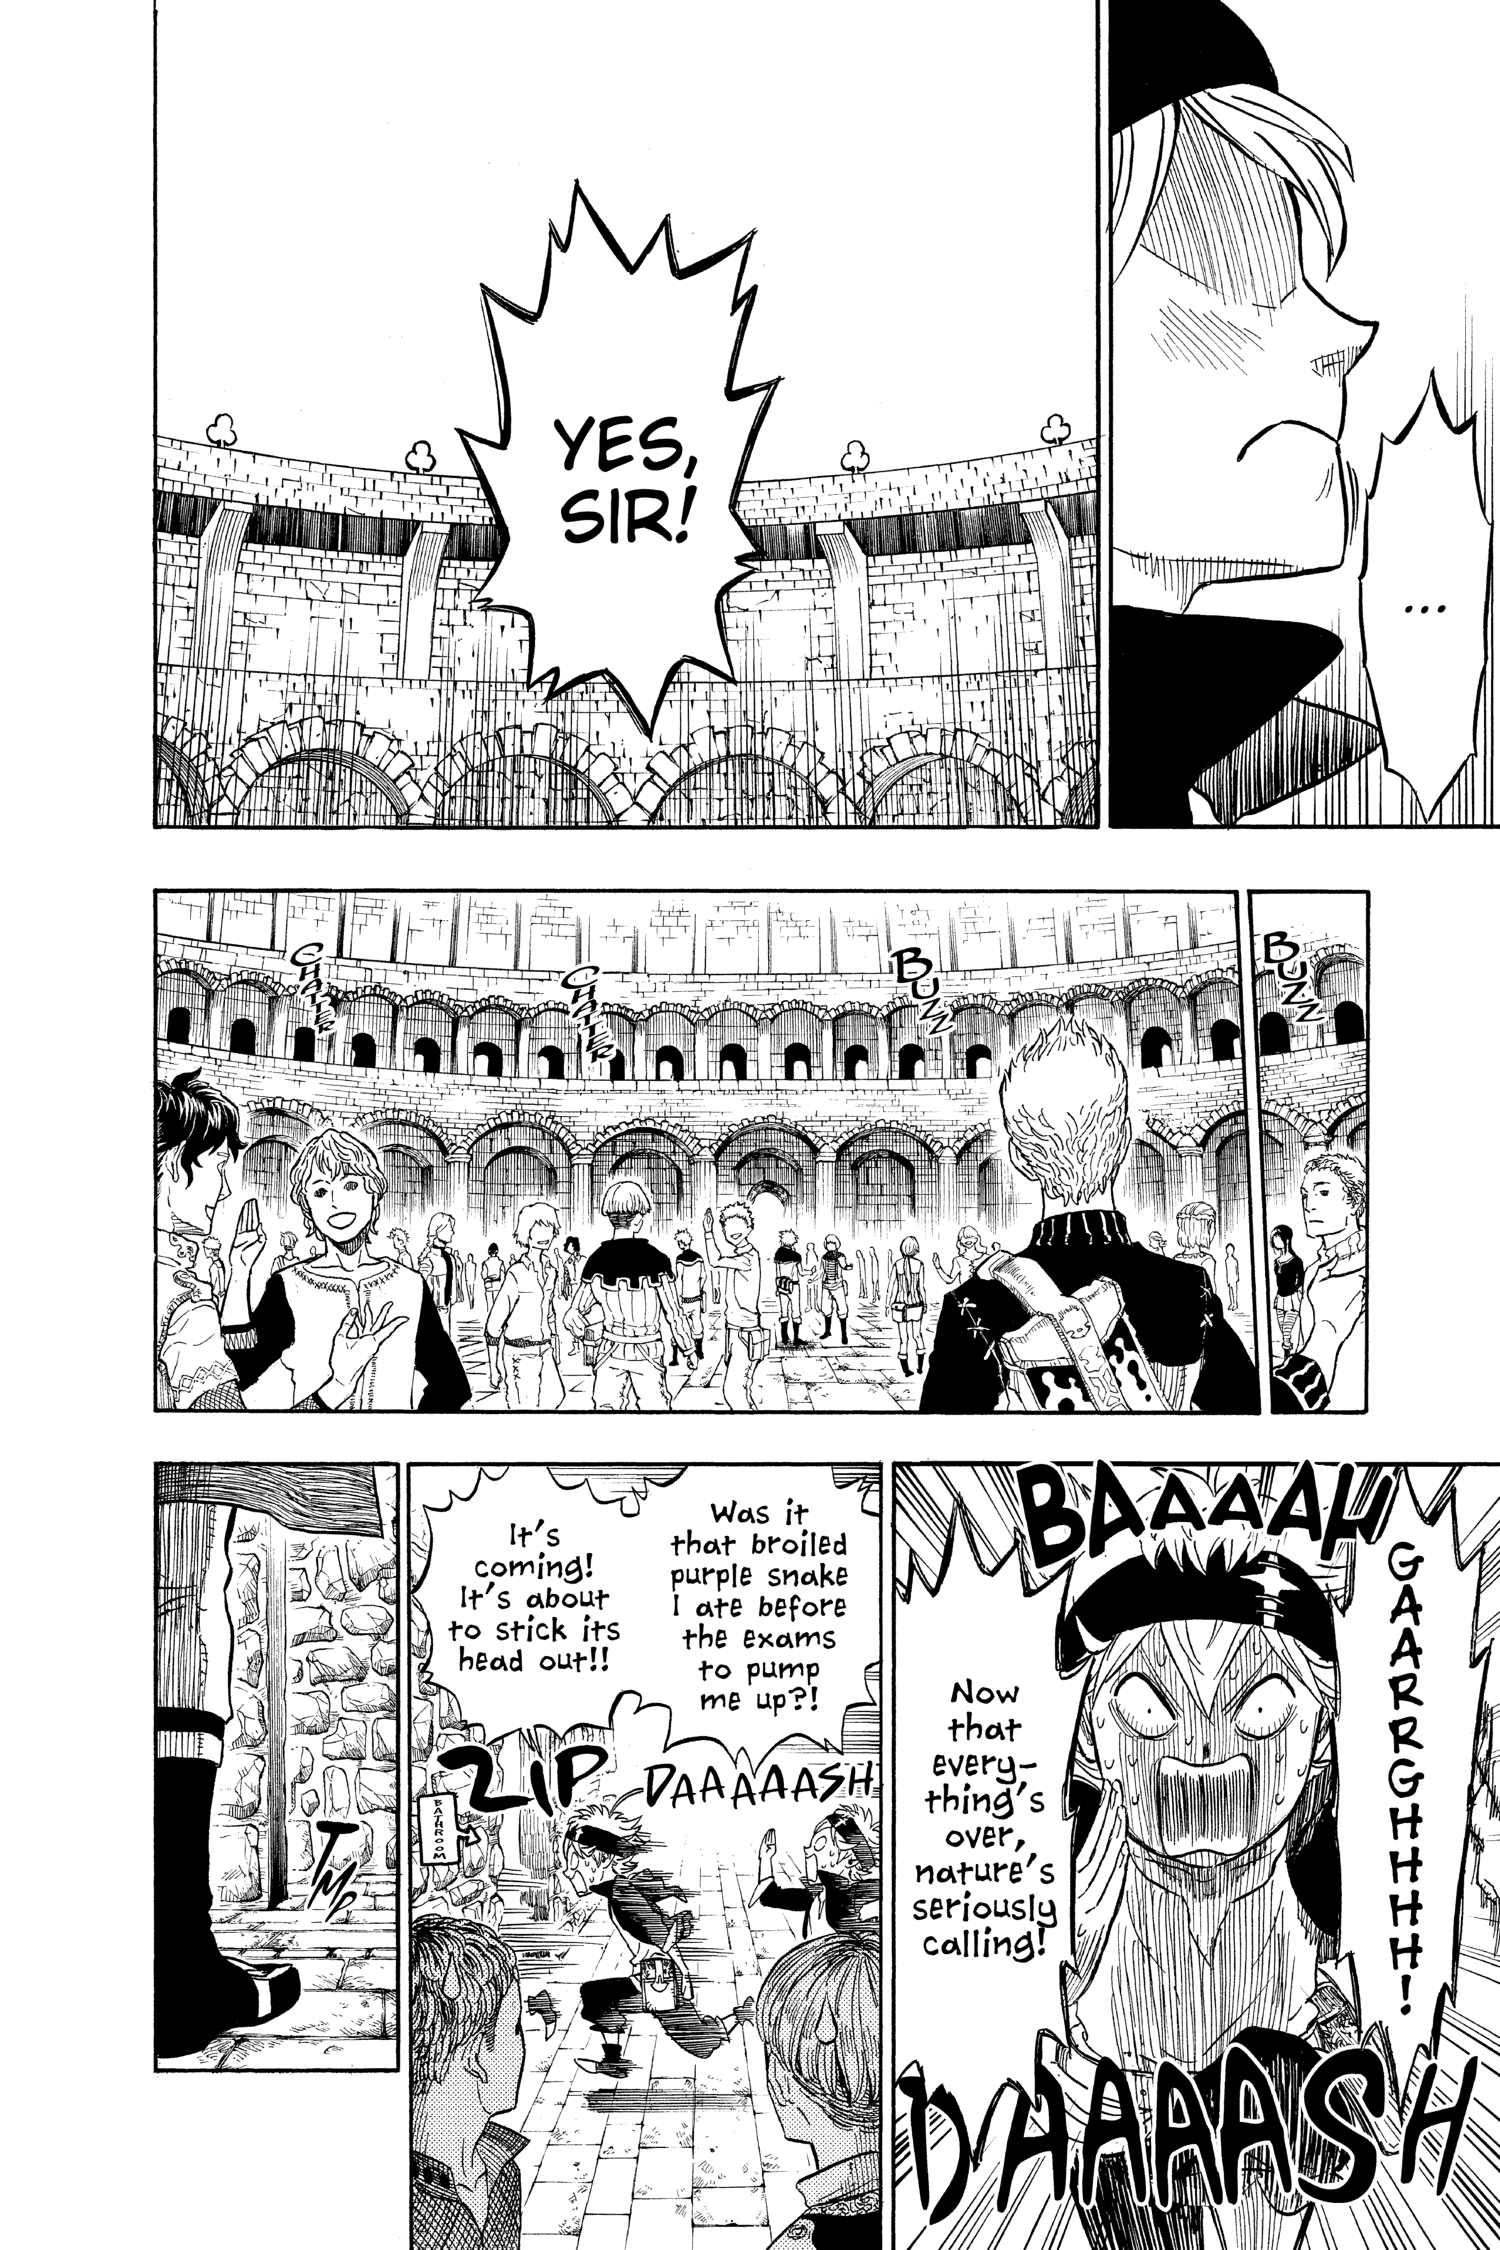 ...
YES,
SIR!
BUZZ
BUZZ
CHATTER
CHATTER
BAAAAH
GAARRGHHHH!
Now
that
every-
thing's
over,
nature's
seriously
calling!
DAAAAASH
Was it
that broiled
purple snake
I ate before
the exams
to pump
me up?!
It's
coming!
It's about
to stick its
head out!!
DAAAAAASH
ZIP
BATHROOM
TMP